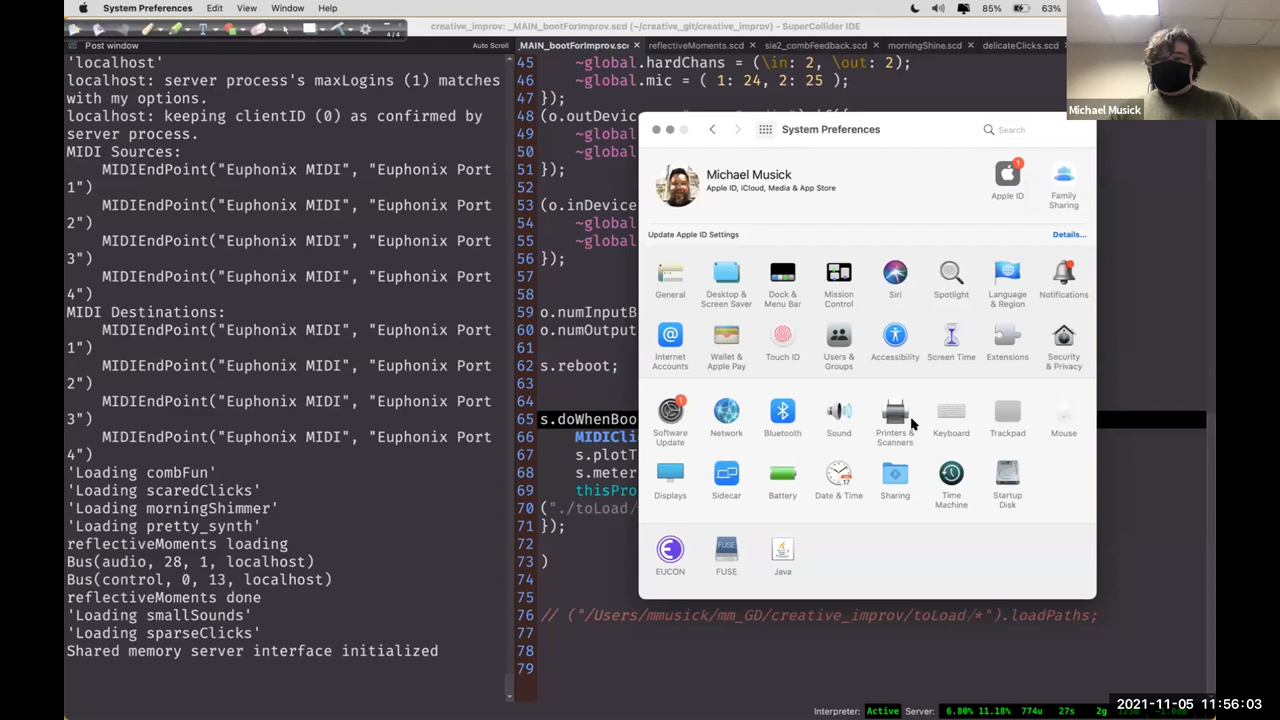 System Preferences Edit View Window Help
85% 63%
creative_improv: _MAIN_bootForImprov.scd (~/creative_git/creative_improv) - SuperCollider IDE
4/4
Post window
Auto Scroll
_MAIN_bootForImprov.scd reflectiveMoments.scd sie2_combFeedback.scd morningShine.scd delicateClicks.scd
'localhost'
localhost: server process's maxLogins (1) matches
with my options.
localhost: keeping clientID (0) as confirmed by
server process.
MIDI Sources:
MIDIEndPoint("Euphonix MIDI", "Euphonix Port
1")
MIDIEndPoint("Euphonix MIDI", "Euphonix Port
2")
MIDIEndPoint("Euphonix MIDI", "Euphonix Port
3")
MIDIEndPoint("Euphonix MIDI", "Euphonix Port
4")
MIDI Destinations:
MIDIEndPoint("Euphonix MIDI", "Euphonix Port
1")
MIDIEndPoint("Euphonix MIDI", "Euphonix Port
2")
MIDIEndPoint("Euphonix MIDI", "Euphonix Port
3")
MIDIEndPoint("Euphonix MIDI", "Euphonix Port
4")
'Loading combFun'
'Loading scaredClicks'
'Loading morningShimmer'
'Loading pretty_synth'
reflectiveMoments loading
Bus(audio, 28, 1, localhost)
Bus(control, 0, 13, localhost)
reflectiveMoments done
'Loading smallSounds'
'Loading sparseClicks'
Shared memory server interface initialized
45 ~global.hardChans = (\in: 2, \out: 2);
46 ~global.mic = ( 1: 24, 2: 25 );
47 });
48 (o.outDevice
49 ~global
50 ~global
51 });
52
53 (o.inDevice
54 ~global
55 ~global
56 });
57
58
59 o.numInputB
60 o.numOutput
61
62 s.reboot;
63
64
65 s.doWhenBoo
66 MIDIClie
67 s.plotT
68 s.meter
69 thisPro
70 ("./toLoad/
71 });
72
73 )
74
75
76 // ("/Users/mmusick/mm_GD/creative_improv/toLoad/*").loadPaths;
77
78
79
System Preferences
Search
Michael Musick
Apple ID, iCloud, Media & App Store
1
Apple ID
Family
Sharing
Update Apple ID Settings
Details...
General
Desktop &
Screen Saver
Dock &
Menu Bar
Mission
Control
Siri
Spotlight
Language
& Region
Notifications
Internet
Accounts
Wallet &
Apple Pay
Touch ID
Users &
Groups
Accessibility
Screen Time
Extensions
Security
& Privacy
1
Software
Update
Network
Bluetooth
Sound
Printers &
Scanners
Keyboard
Trackpad
Mouse
Displays
Sidecar
Battery
17
Date & Time
Sharing
Time
Machine
Startup
Disk
EUCON
FUSE
FUSE
Java
Michael Musick
Interpreter: Active Server: 6.80% 11.18% 774u 27s 2g
2021-11-05 11:56:03